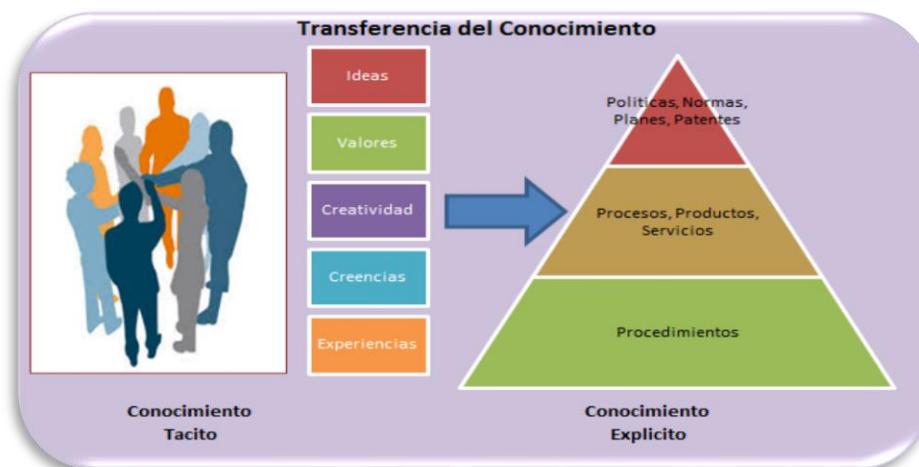 Transferencia del Conocimiento
Ideas
Valores
Creatividad
Creencias
Experiencias
Politicas, Normas,
Planes, Patentes
Procesos, Productos,
Servicios
Procedimientos
Conocimiento
Tacito
Conocimiento
Explicito